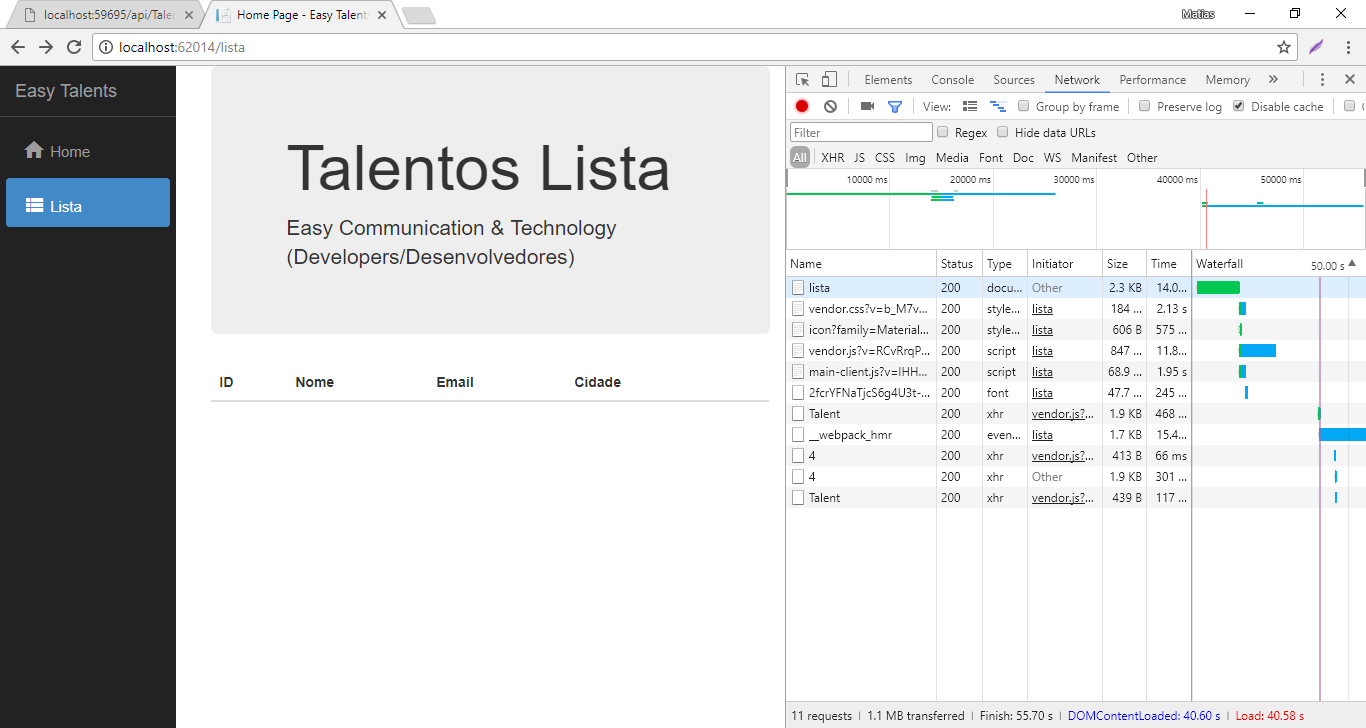 localhost:59695/api/Taler
Home Page - Easy Talents
Matias
localhost:62014/lista
Easy Talents
Home
Lista
Talentos Lista
Easy Communication & Technology
(Developers/Desenvolvedores)
ID Nome Email Cidade
Elements Console Sources Network Performance Memory
View: Group by frame Preserve log Disable cache
Filter Regex Hide data URLs
All XHR JS CSS Img Media Font Doc WS Manifest Other
10000 ms 20000 ms 30000 ms 40000 ms 50000 ms
Name Status Type Initiator Size Time Waterfall 50.00 s
lista 200 docu... Other 2.3 KB 14.0...
vendor.css?v=b_M7v... 200 style... lista 184 ... 2.13 s
icon?family=Material... 200 style... lista 606 B 575 ...
vendor.js?v=RCvRrqP... 200 script lista 847 ... 11.8...
main-client.js?v=IHH... 200 script lista 68.9 ... 1.95 s
2fcrYFNaTjcS6g4U3t-... 200 font lista 47.7 ... 245 ...
Talent 200 xhr vendor.js?... 1.9 KB 468 ...
__webpack_hmr 200 even... lista 1.7 KB 15.4...
4 200 xhr vendor.js?... 413 B 66 ms
4 200 xhr Other 1.9 KB 301 ...
Talent 200 xhr vendor.js?... 439 B 117 ...
11 requests | 1.1 MB transferred | Finish: 55.70 s | DOMContentLoaded: 40.60 s | Load: 40.58 s